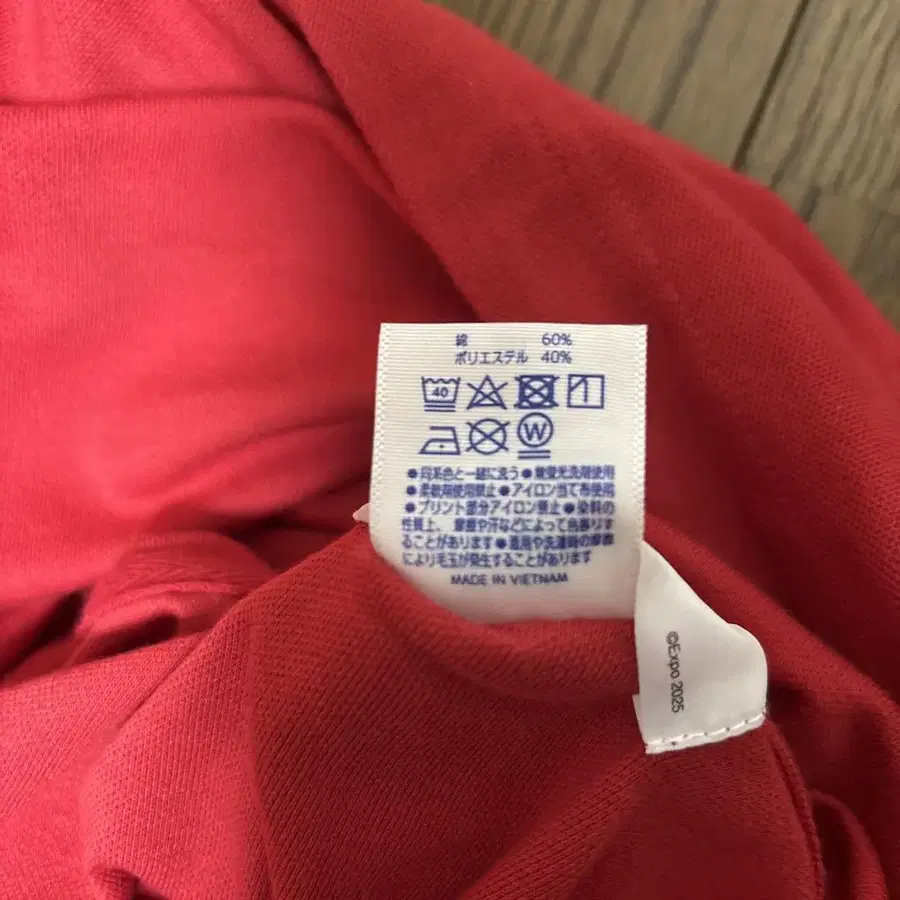 綿 60%
ポリエステル 40%
40
W
●同系色と一緒に洗う●無蛍光洗剤使用
●柔軟剤使用禁止●アイロン当て布使用
●プリント部分アイロン禁止●染料の
性質上、摩擦や汗などによって色移りす
ることがあります●着用や洗濯時の摩擦
により毛玉が発生することがあります
MADE IN VIETNAM
©Expo 2025